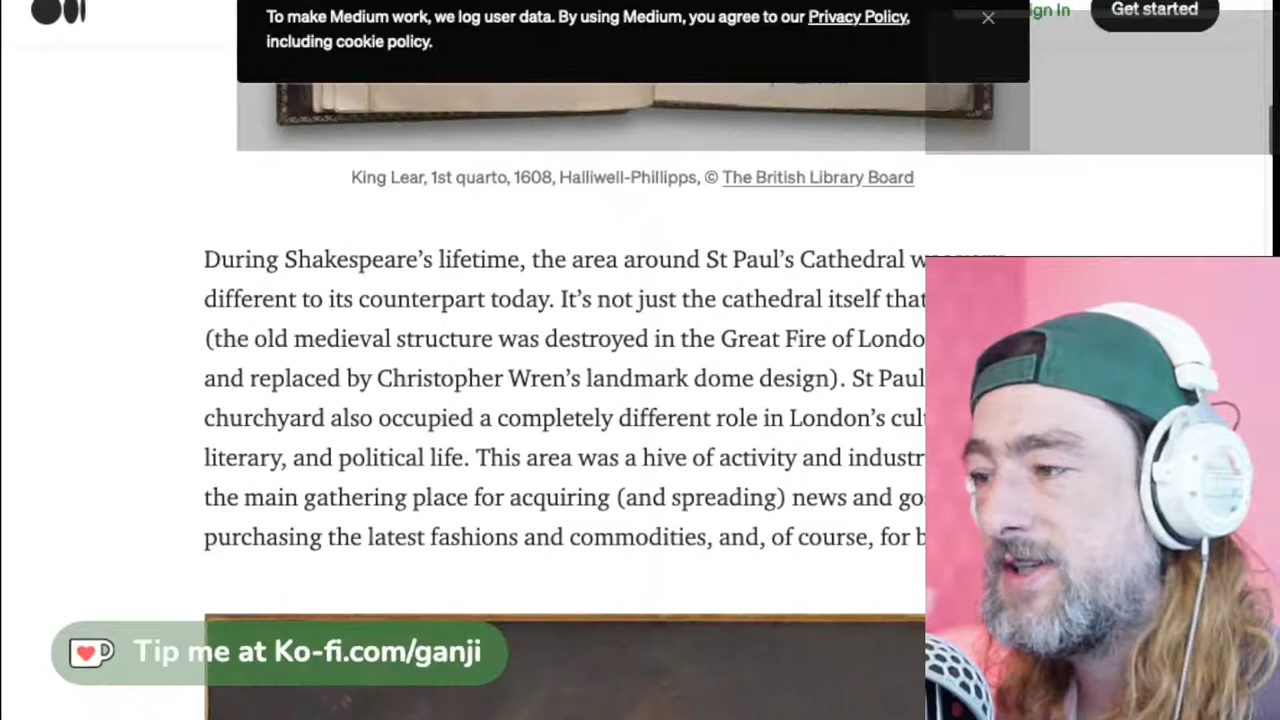 To make Medium work, we log user data. By using Medium, you agree to our Privacy Policy,
including cookie policy.
ign In
Get started
King Lear, 1st quarto, 1608, Halliwell-Phillipps, © The British Library Board
During Shakespeare’s lifetime, the area around St Paul’s Cathedral
different to its counterpart today. It’s not just the cathedral itself that
(the old medieval structure was destroyed in the Great Fire of Londo
and replaced by Christopher Wren’s landmark dome design). St Paul
churchyard also occupied a completely different role in London’s cul
literary, and political life. This area was a hive of activity and industr
the main gathering place for acquiring (and spreading) news and go
purchasing the latest fashions and commodities, and, of course, for b
Tip me at Ko-fi.com/ganji